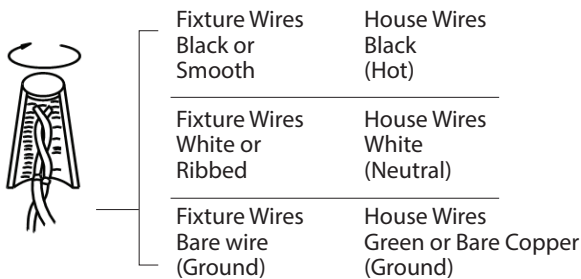 Fixture Wires House Wires
Black or Black
Smooth (Hot)
Fixture Wires House Wires
White or White
Ribbed (Neutral)
Fixture Wires House Wires
Bare wire Green or Bare Copper
(Ground) (Ground)